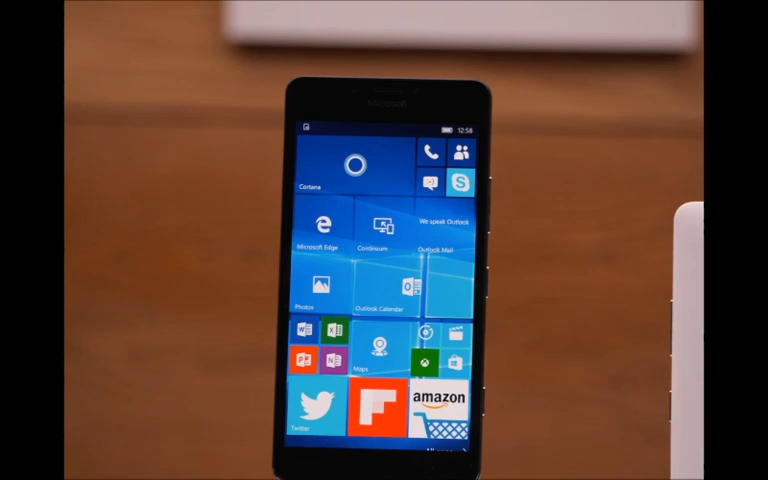 Microsoft
12:58
Cortana
We speak Outlook
Microsoft Edge
Continuum
Outlook Mail
Photos
Outlook Calendar
Maps
Twitter
amazon